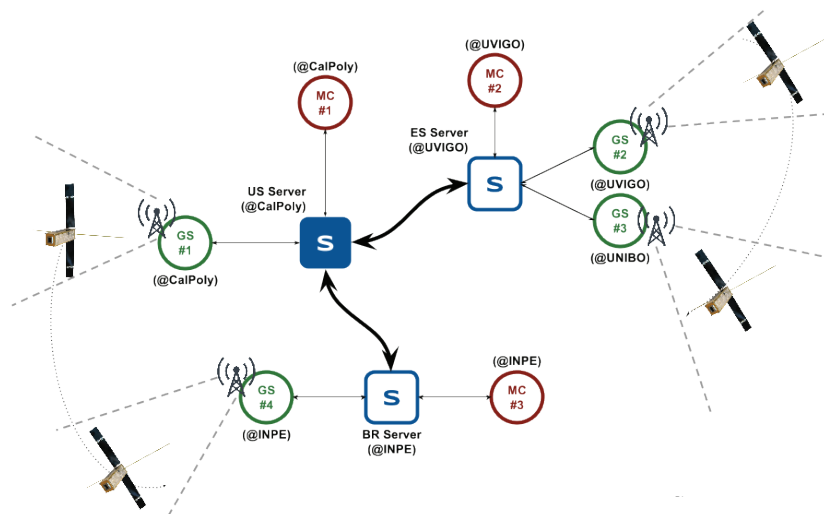 (@UVIGO)
MC
#2
(@CalPoly)
MC
#1
ES Server
(@UVIGO)
S
GS
#2
(@UVIGO)
US Server
(@CalPoly)
S
GS
#1
(@CalPoly)
GS
#3
(@UNIBO)
GS
#4
(@INPE)
S
BR Server
(@INPE)
(@INPE)
MC
#3